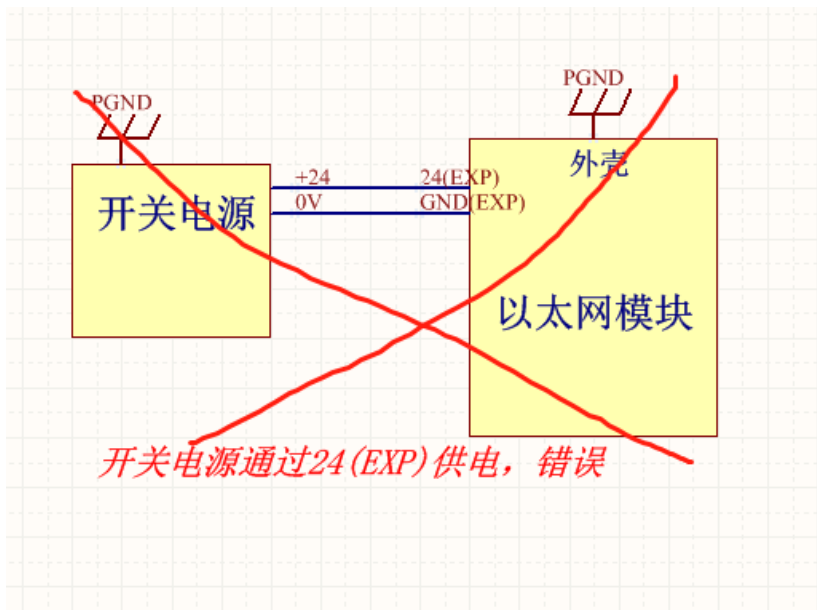 PGND
PGND
外壳
+24
24(EXP)
0V
GND(EXP)
开关电源
以太网模块
开关电源通过24(EXP)供电，错误